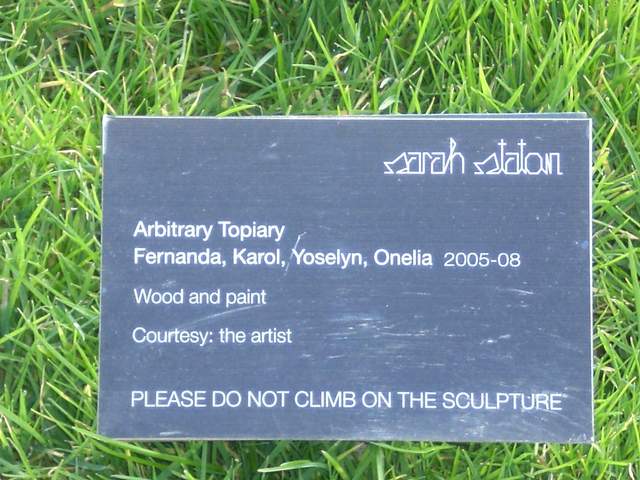 sarah staton
Arbitrary Topiary
Fernanda, Karol, Yoselyn, Onelia 2005-08
Wood and paint
Courtesy: the artist
PLEASE DO NOT CLIMB ON THE SCULPTURE